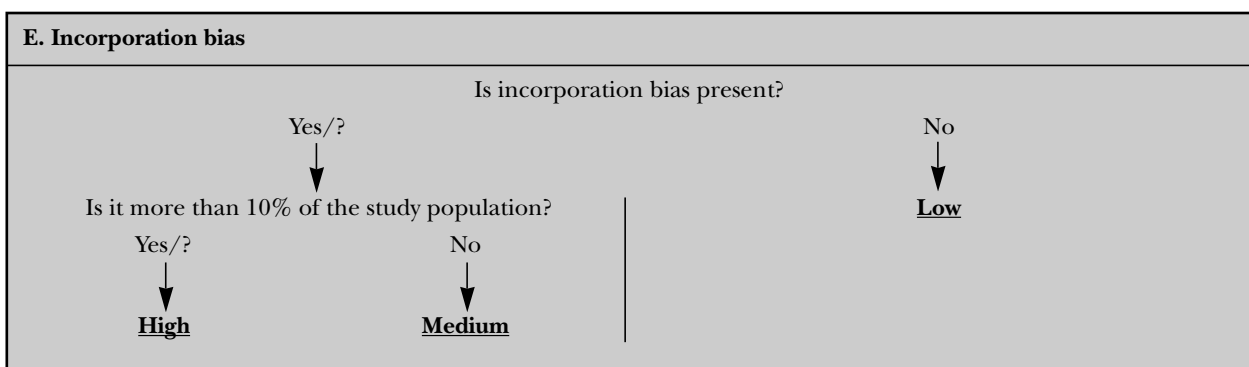 E. Incorporation bias
Is incorporation bias present?
Yes/? No
Is it more than 10% of the study population? Low
Yes/? No
High Medium